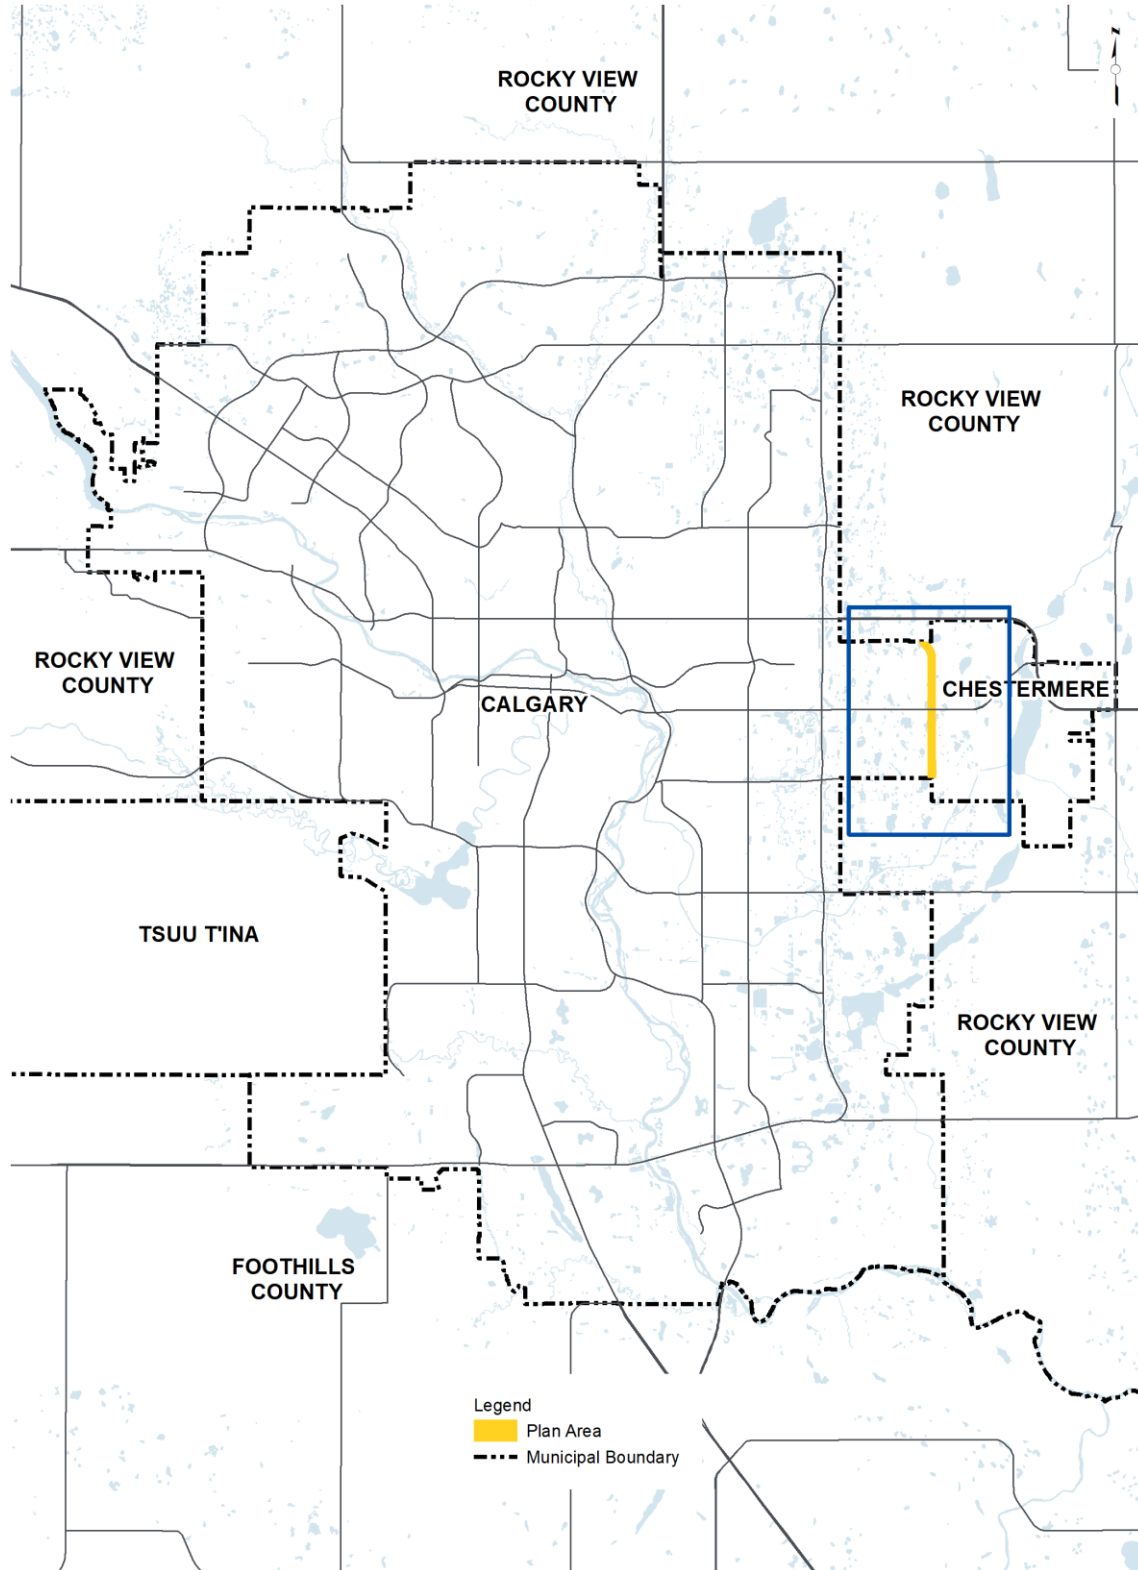 N
ROCKY VIEW
COUNTY
ROCKY VIEW
COUNTY
ROCKY VIEW
COUNTY
CHESTERMERE
CALGARY
TSUU T'INA
ROCKY VIEW
COUNTY
FOOTHILLS
COUNTY
Legend
Plan Area
Municipal Boundary